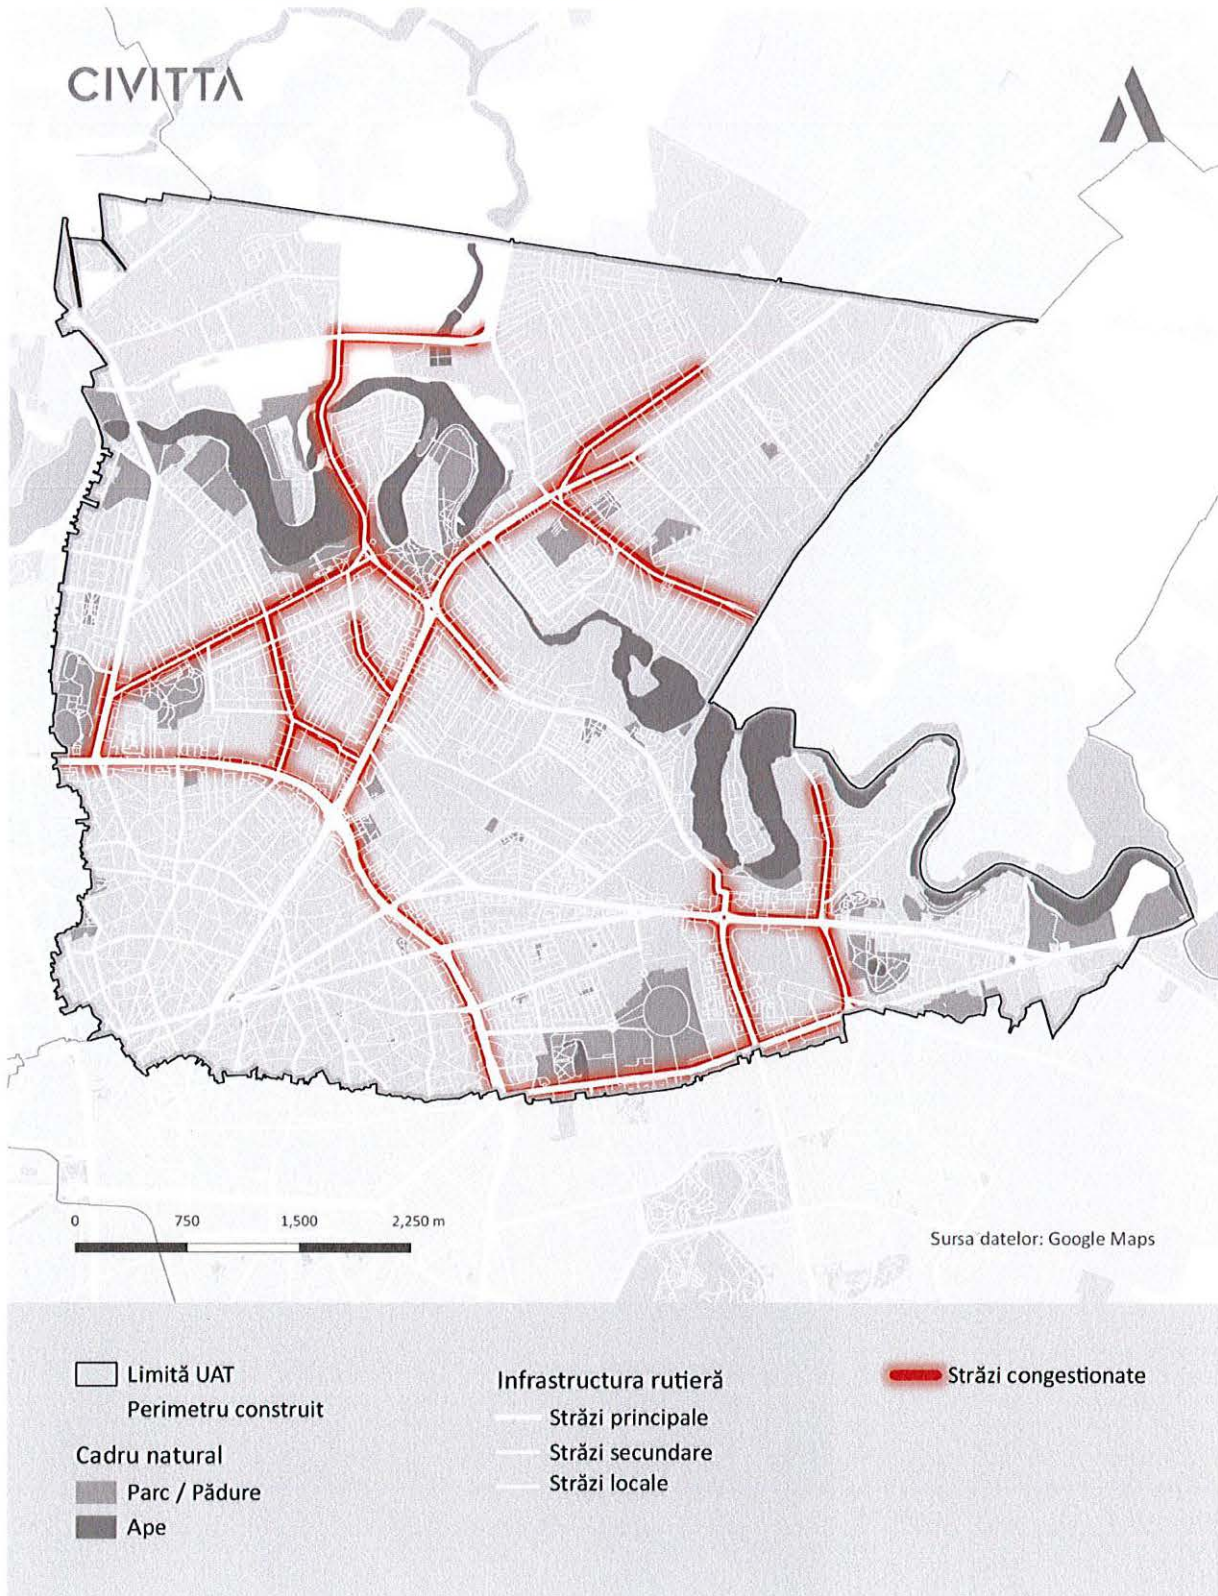 CIVITTA
0 750 1,500 2,250 m
Sursa datelor: Google Maps
Limită UAT
Perimetru construit
Cadru natural
Parc / Pădure
Ape
Infrastructura rutieră
Străzi principale
Străzi secundare
Străzi locale
Străzi congestionate